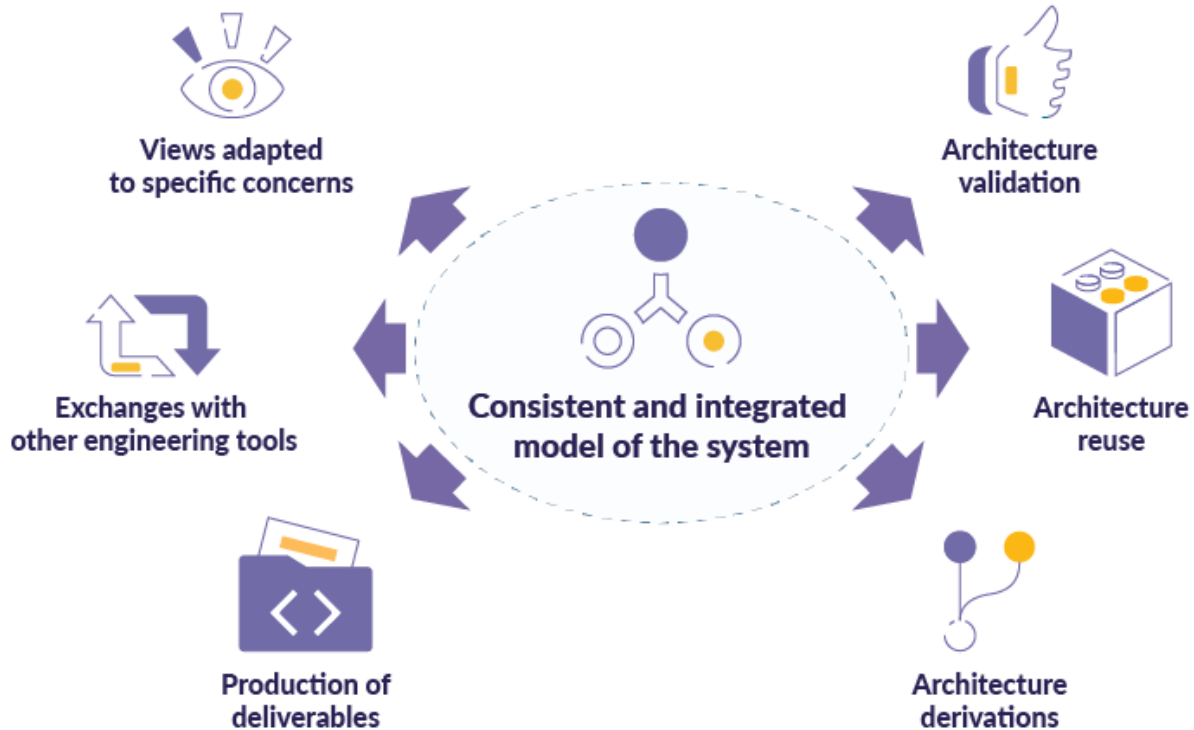 Views adapted
to specific concerns
Architecture
validation
Exchanges with
other engineering tools
Consistent and integrated
model of the system
Architecture
reuse
Production of
deliverables
Architecture
derivations